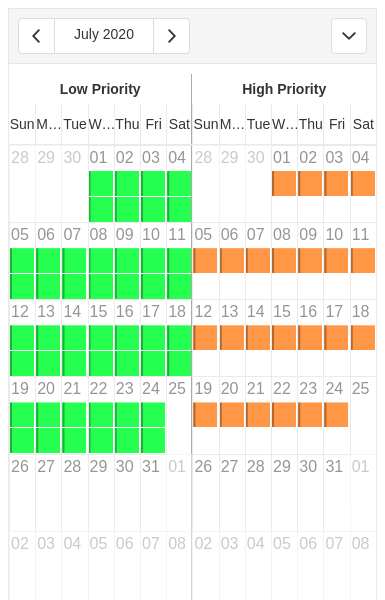 July 2020
Low Priority High Priority
Sun M… Tue W… Thu Fri Sat Sun M… Tue W… Thu Fri Sat
28 29 30 01 02 03 04 28 29 30 01 02 03 04
05 06 07 08 09 10 11 05 06 07 08 09 10 11
12 13 14 15 16 17 18 12 13 14 15 16 17 18
19 20 21 22 23 24 25 19 20 21 22 23 24 25
26 27 28 29 30 31 01 26 27 28 29 30 31 01
02 03 04 05 06 07 08 02 03 04 05 06 07 08